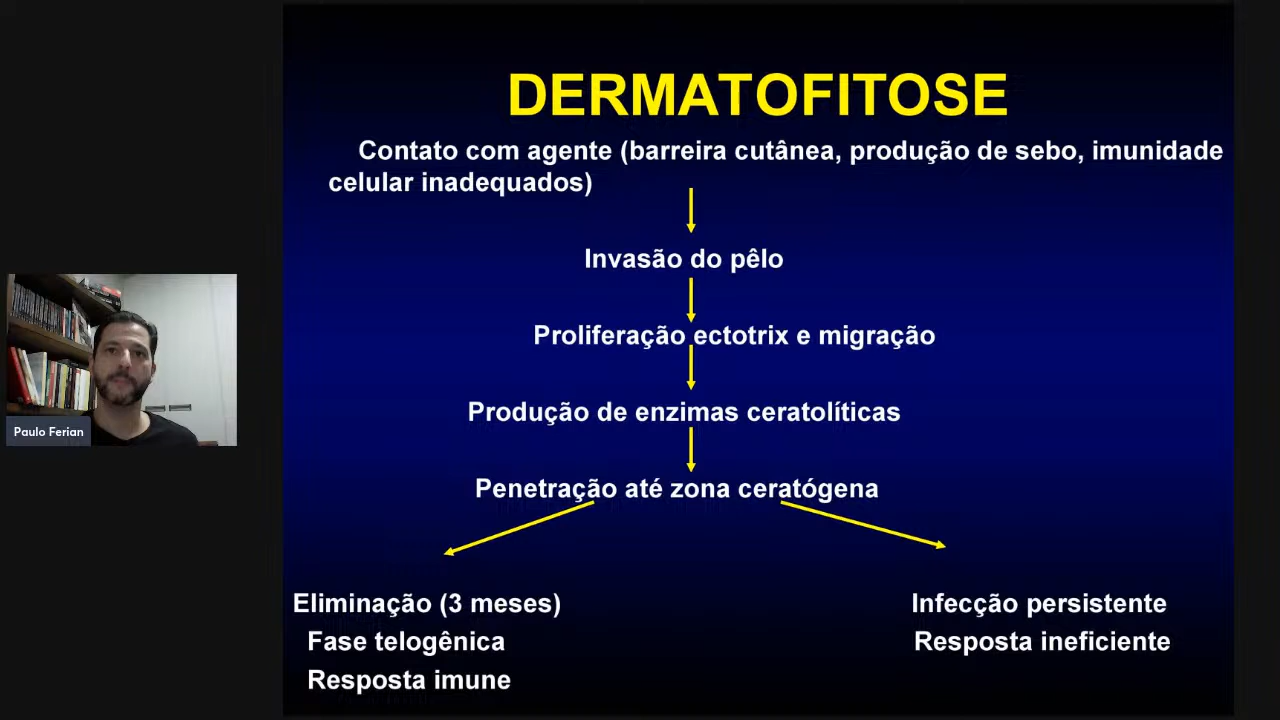 DERMATOFITOSE
Contato com agente (barreira cutânea, produção de sebo, imunidade
celular inadequados)
Invasão do pêlo
Proliferação ectotrix e migração
Produção de enzimas ceratolíticas
Penetração até zona ceratógena
Eliminação (3 meses)
Fase telogênica
Resposta imune
Infecção persistente
Resposta ineficiente
Paulo Ferian